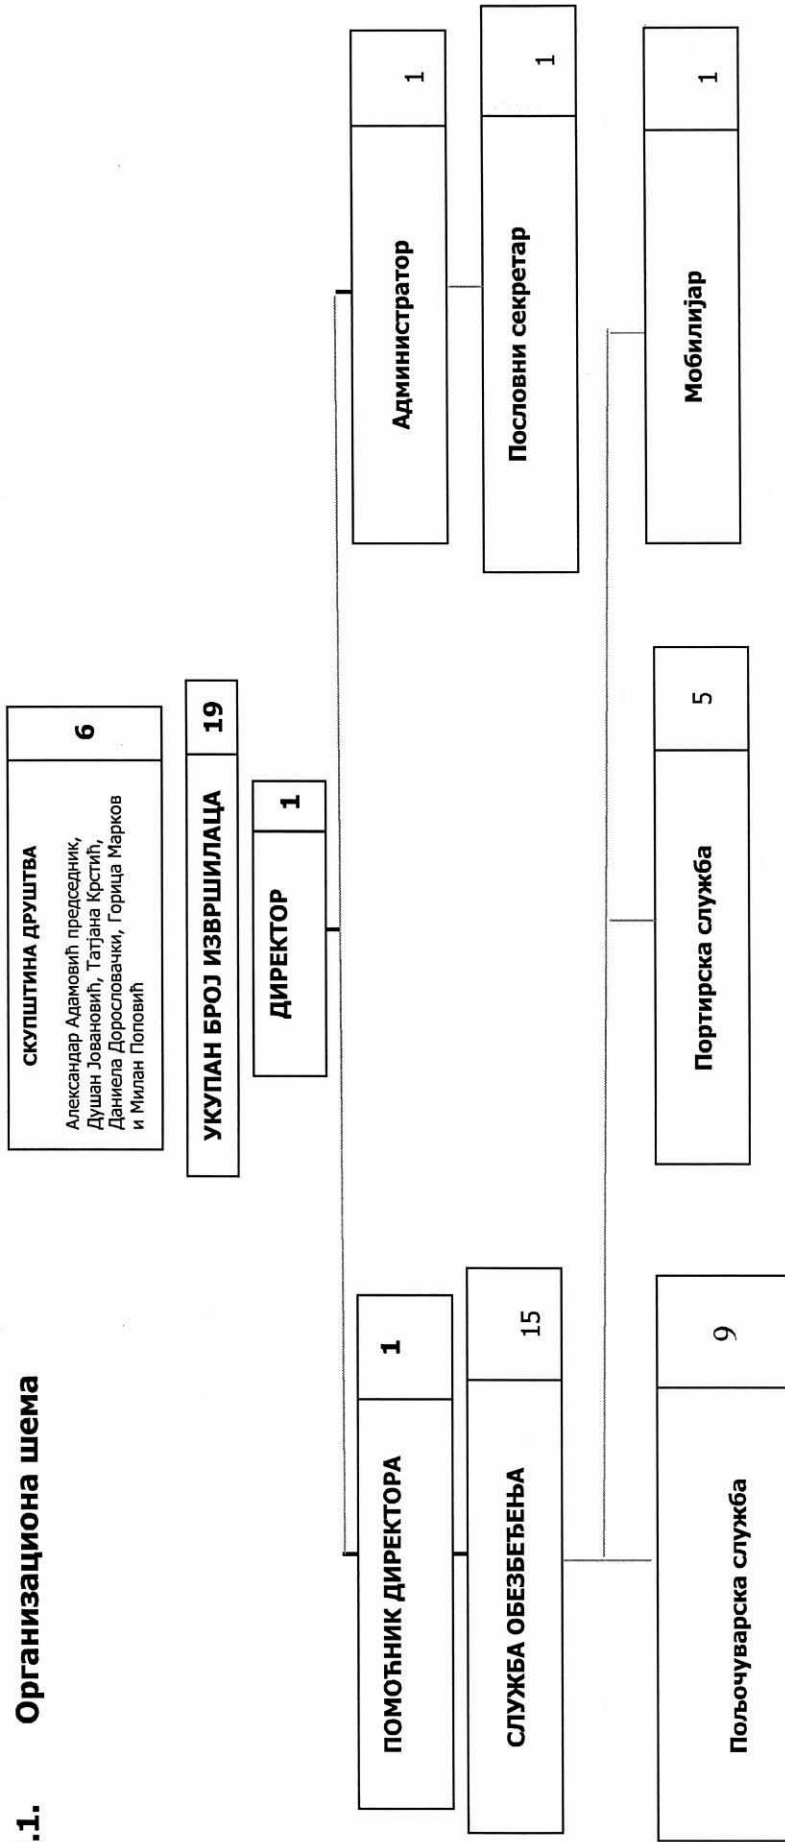 .1. Организациона шема
СКУПШТИНА ДРУШТВА
Александар Адамовић председник,
Душан Јовановић, Татјана Крстић,
Даниела Дорословачки, Горица Марков
и Милан Поповић
6
УКУПАН БРОЈ ИЗВРШИЛАЦА 19
ДИРЕКТОР 1
ПОМОЋНИК ДИРЕКТОРА 1
Администратор 1
СЛУЖБА ОБЕЗБЕЂЕЊА 15
Пословни секретар 1
Пољочуварска служба 9
Портирска служба 5
Мобилијар 1